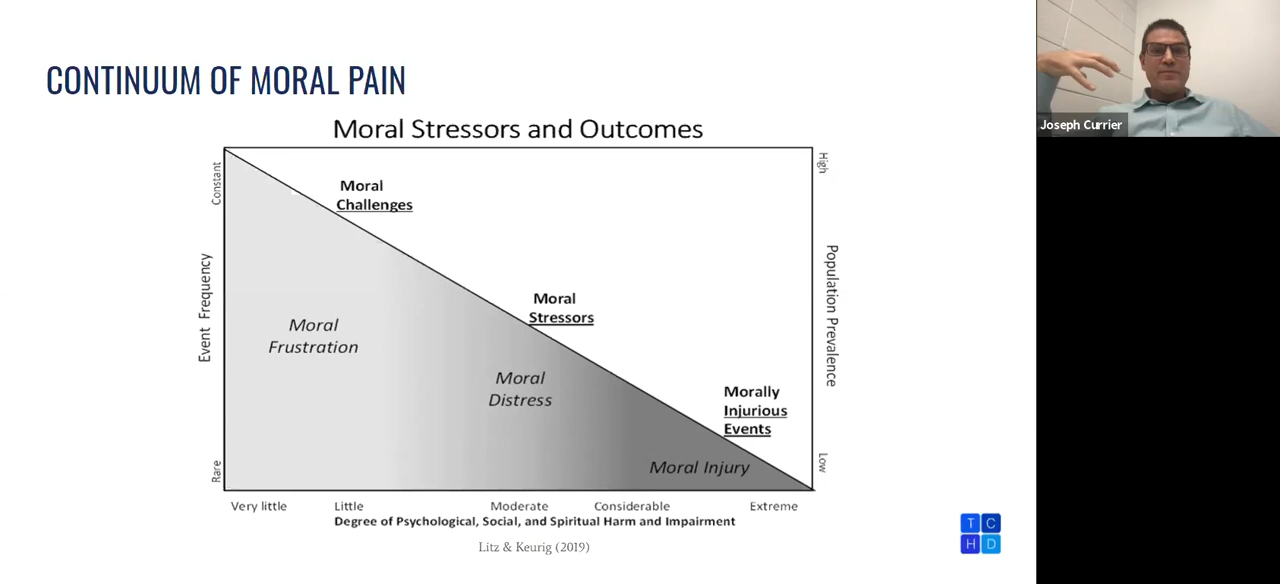 CONTINUUM OF MORAL PAIN
Moral Stressors and Outcomes
Constant
Event Frequency
Rare
Moral
Challenges
Moral
Frustration
Moral
Stressors
Moral
Distress
Morally
Injurious
Events
Moral Injury
High
Population Prevalence
Low
Very little Little Moderate Considerable Extreme
Degree of Psychological, Social, and Spiritual Harm and Impairment
Litz & Keurig (2019)
T C
H D
Joseph Currier